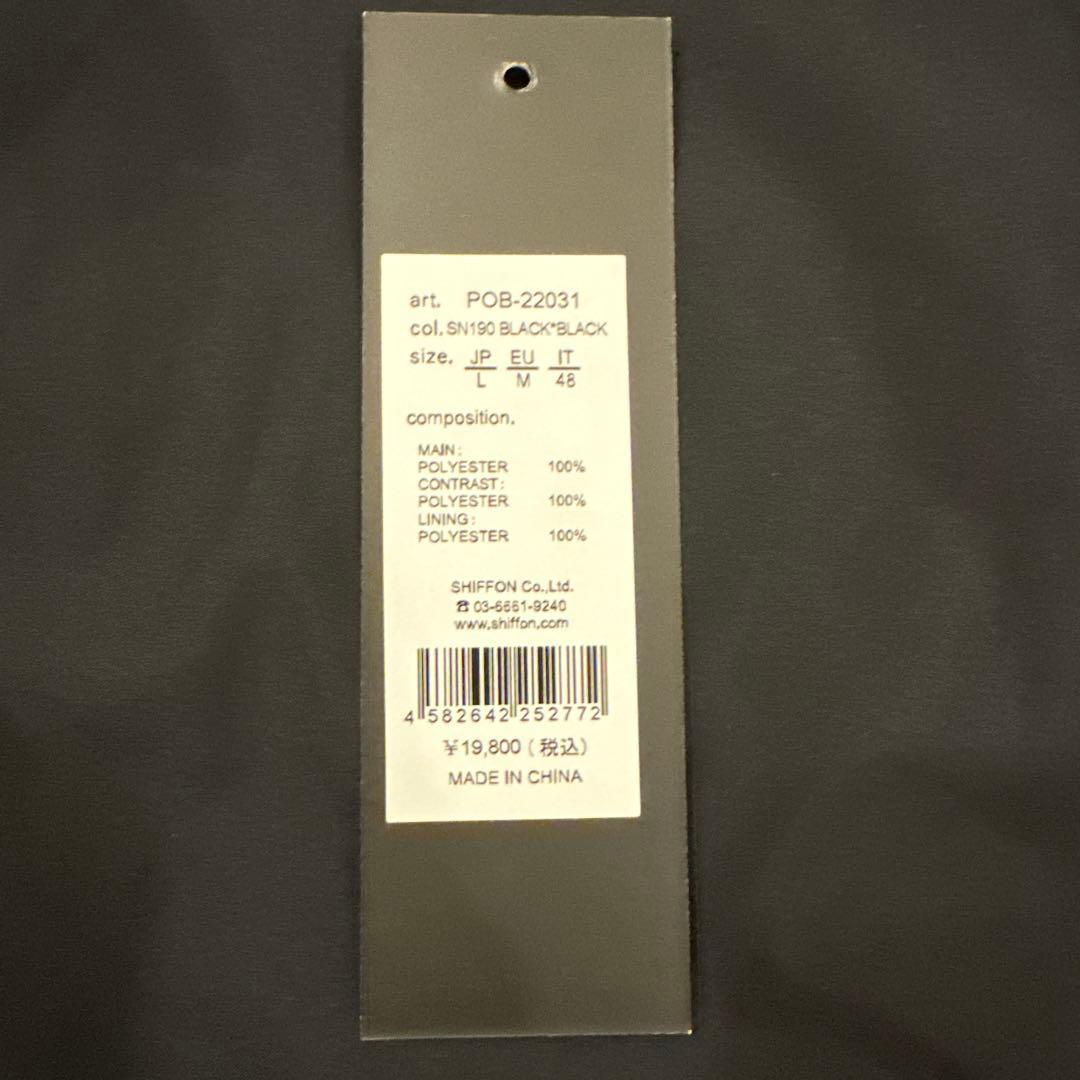 art. POB-22031
col. SN190 BLACK*BLACK
size. JP EU IT
L M 48
composition.
MAIN:
POLYESTER 100%
CONTRAST:
POLYESTER 100%
LINING:
POLYESTER 100%
SHIFFON Co.,Ltd.
☎ 03-6661-9240
www.shiffon.com
4 582642 252772
¥19,800(税込)
MADE IN CHINA